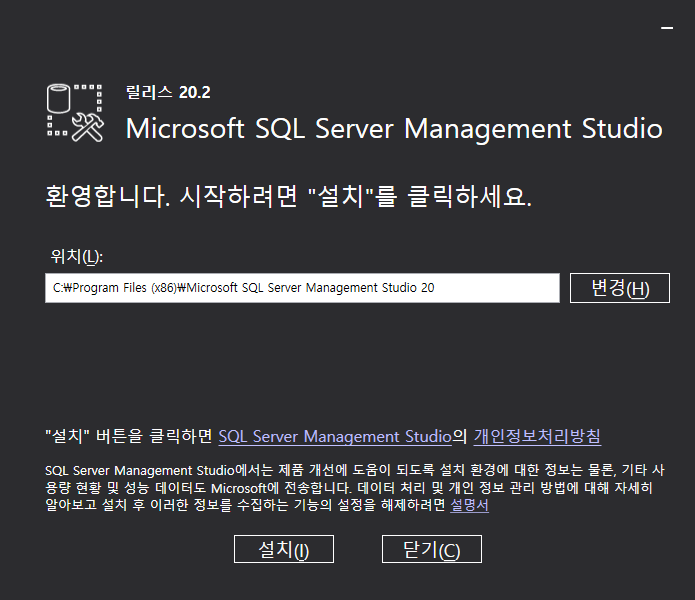 릴리스 20.2
Microsoft SQL Server Management Studio
환영합니다. 시작하려면 "설치"를 클릭하세요.
위치(L):
C:₩Program Files (x86)₩Microsoft SQL Server Management Studio 20
변경(H)
"설치" 버튼을 클릭하면 SQL Server Management Studio의 개인정보처리방침
SQL Server Management Studio에서는 제품 개선에 도움이 되도록 설치 환경에 대한 정보는 물론, 기타 사
용량 현황 및 성능 데이터도 Microsoft에 전송합니다. 데이터 처리 및 개인 정보 관리 방법에 대해 자세히
알아보고 설치 후 이러한 정보를 수집하는 기능의 설정을 해제하려면 설명서
설치(I)
닫기(C)